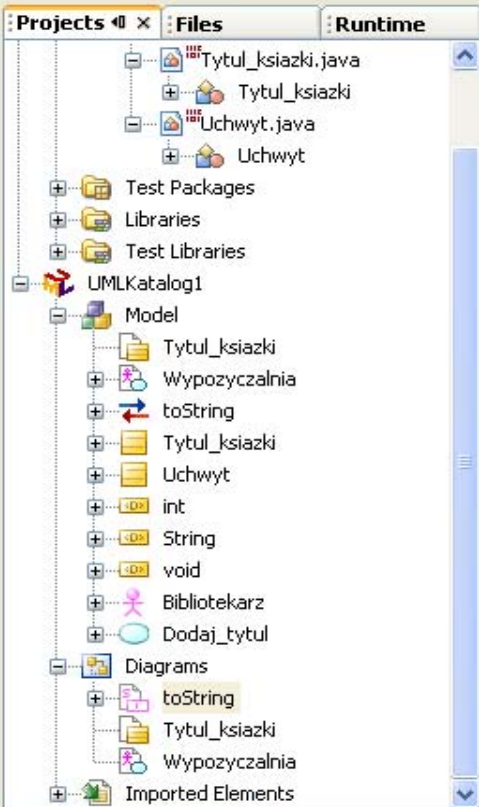 Projects Files Runtime
Tytul_ksiazki.java
Tytul_ksiazki
Uchwyt.java
Uchwyt
Test Packages
Libraries
Test Libraries
UMLKatalog1
Model
Tytul_ksiazki
Wypozyczalnia
toString
Tytul_ksiazki
Uchwyt
int
String
void
Bibliotekarz
Dodaj_tytul
Diagrams
toString
Tytul_ksiazki
Wypozyczalnia
Imported Elements